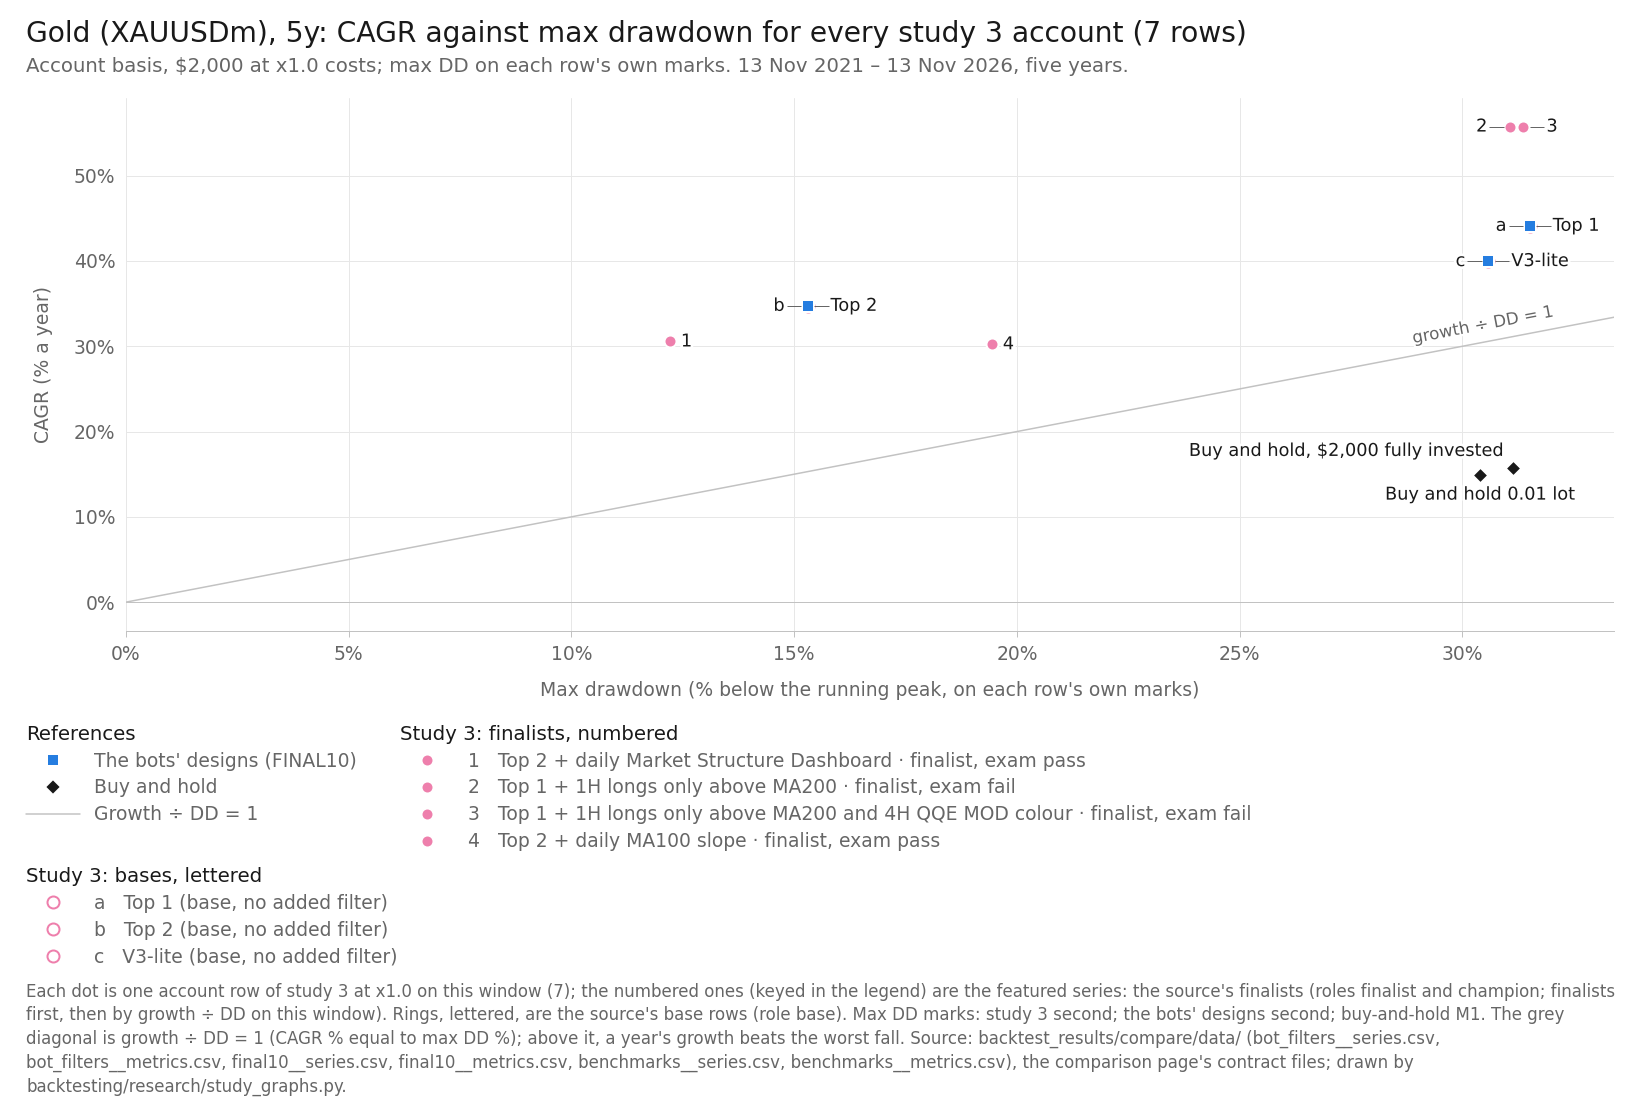 Gold (XAUUSDm), 5y: CAGR against max drawdown for every study 3 account (7 rows)
Account basis, $2,000 at x1.0 costs; max DD on each row's own marks. 13 Nov 2021 – 13 Nov 2026, five years.
2
3
50%
a
Top 1
40%
c
V3-lite
b
Top 2
growth ÷ DD = 1
30%
1
4
CAGR (% a year)
20%
Buy and hold, $2,000 fully invested
Buy and hold 0.01 lot
10%
0%
0%
5%
10%
15%
20%
25%
30%
Max drawdown (% below the running peak, on each row's own marks)
References
The bots' designs (FINAL10)
Buy and hold
Growth ÷ DD = 1
Study 3: finalists, numbered
1 Top 2 + daily Market Structure Dashboard · finalist, exam pass
2 Top 1 + 1H longs only above MA200 · finalist, exam fail
3 Top 1 + 1H longs only above MA200 and 4H QQE MOD colour · finalist, exam fail
4 Top 2 + daily MA100 slope · finalist, exam pass
Study 3: bases, lettered
a Top 1 (base, no added filter)
b Top 2 (base, no added filter)
c V3-lite (base, no added filter)
Each dot is one account row of study 3 at x1.0 on this window (7); the numbered ones (keyed in the legend) are the featured series: the source's finalists (roles finalist and champion; finalists
first, then by growth ÷ DD on this window). Rings, lettered, are the source's base rows (role base). Max DD marks: study 3 second; the bots' designs second; buy-and-hold M1. The grey
diagonal is growth ÷ DD = 1 (CAGR % equal to max DD %); above it, a year's growth beats the worst fall. Source: backtest_results/compare/data/ (bot_filters__series.csv,
bot_filters__metrics.csv, final10__series.csv, final10__metrics.csv, benchmarks__series.csv, benchmarks__metrics.csv), the comparison page's contract files; drawn by
backtesting/research/study_graphs.py.